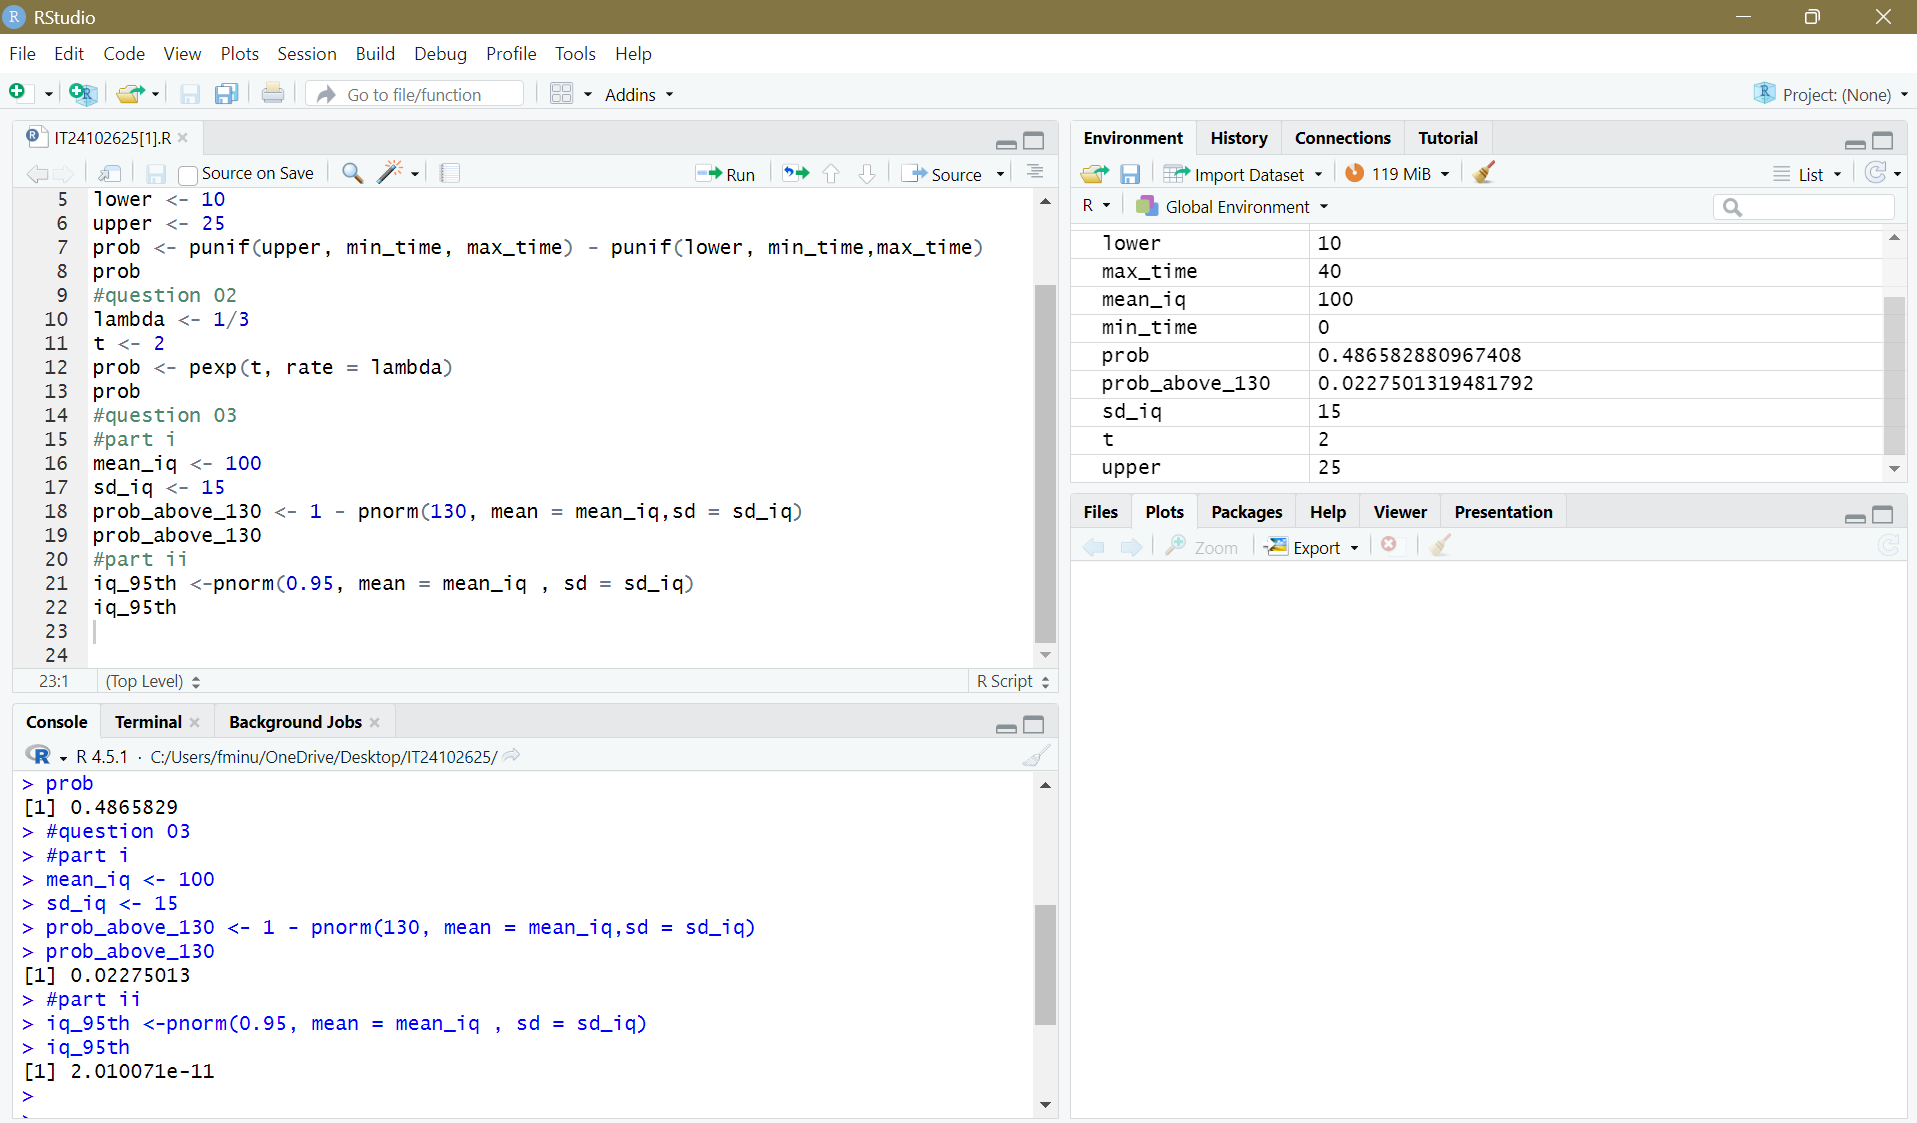 RStudio
File Edit Code View Plots Session Build Debug Profile Tools Help
Go to file/function Addins Project: (None)
IT24102625[1].R
Source on Save Run Source
5 lower <- 10
6 upper <- 25
7 prob <- punif(upper, min_time, max_time) - punif(lower, min_time,max_time)
8 prob
9 #question 02
10 lambda <- 1/3
11 t <- 2
12 prob <- pexp(t, rate = lambda)
13 prob
14 #question 03
15 #part i
16 mean_iq <- 100
17 sd_iq <- 15
18 prob_above_130 <- 1 - pnorm(130, mean = mean_iq,sd = sd_iq)
19 prob_above_130
20 #part ii
21 iq_95th <-pnorm(0.95, mean = mean_iq , sd = sd_iq)
22 iq_95th
23
24
23:1 (Top Level) R Script
Console Terminal Background Jobs
R 4.5.1 · C:/Users/fminu/OneDrive/Desktop/IT24102625/
> prob
[1] 0.4865829
> #question 03
> #part i
> mean_iq <- 100
> sd_iq <- 15
> prob_above_130 <- 1 - pnorm(130, mean = mean_iq,sd = sd_iq)
> prob_above_130
[1] 0.02275013
> #part ii
> iq_95th <-pnorm(0.95, mean = mean_iq , sd = sd_iq)
> iq_95th
[1] 2.010071e-11
>
Environment History Connections Tutorial
Import Dataset 119 MiB List
R Global Environment
lower 10
max_time 40
mean_iq 100
min_time 0
prob 0.486582880967408
prob_above_130 0.0227501319481792
sd_iq 15
t 2
upper 25
Files Plots Packages Help Viewer Presentation
Zoom Export